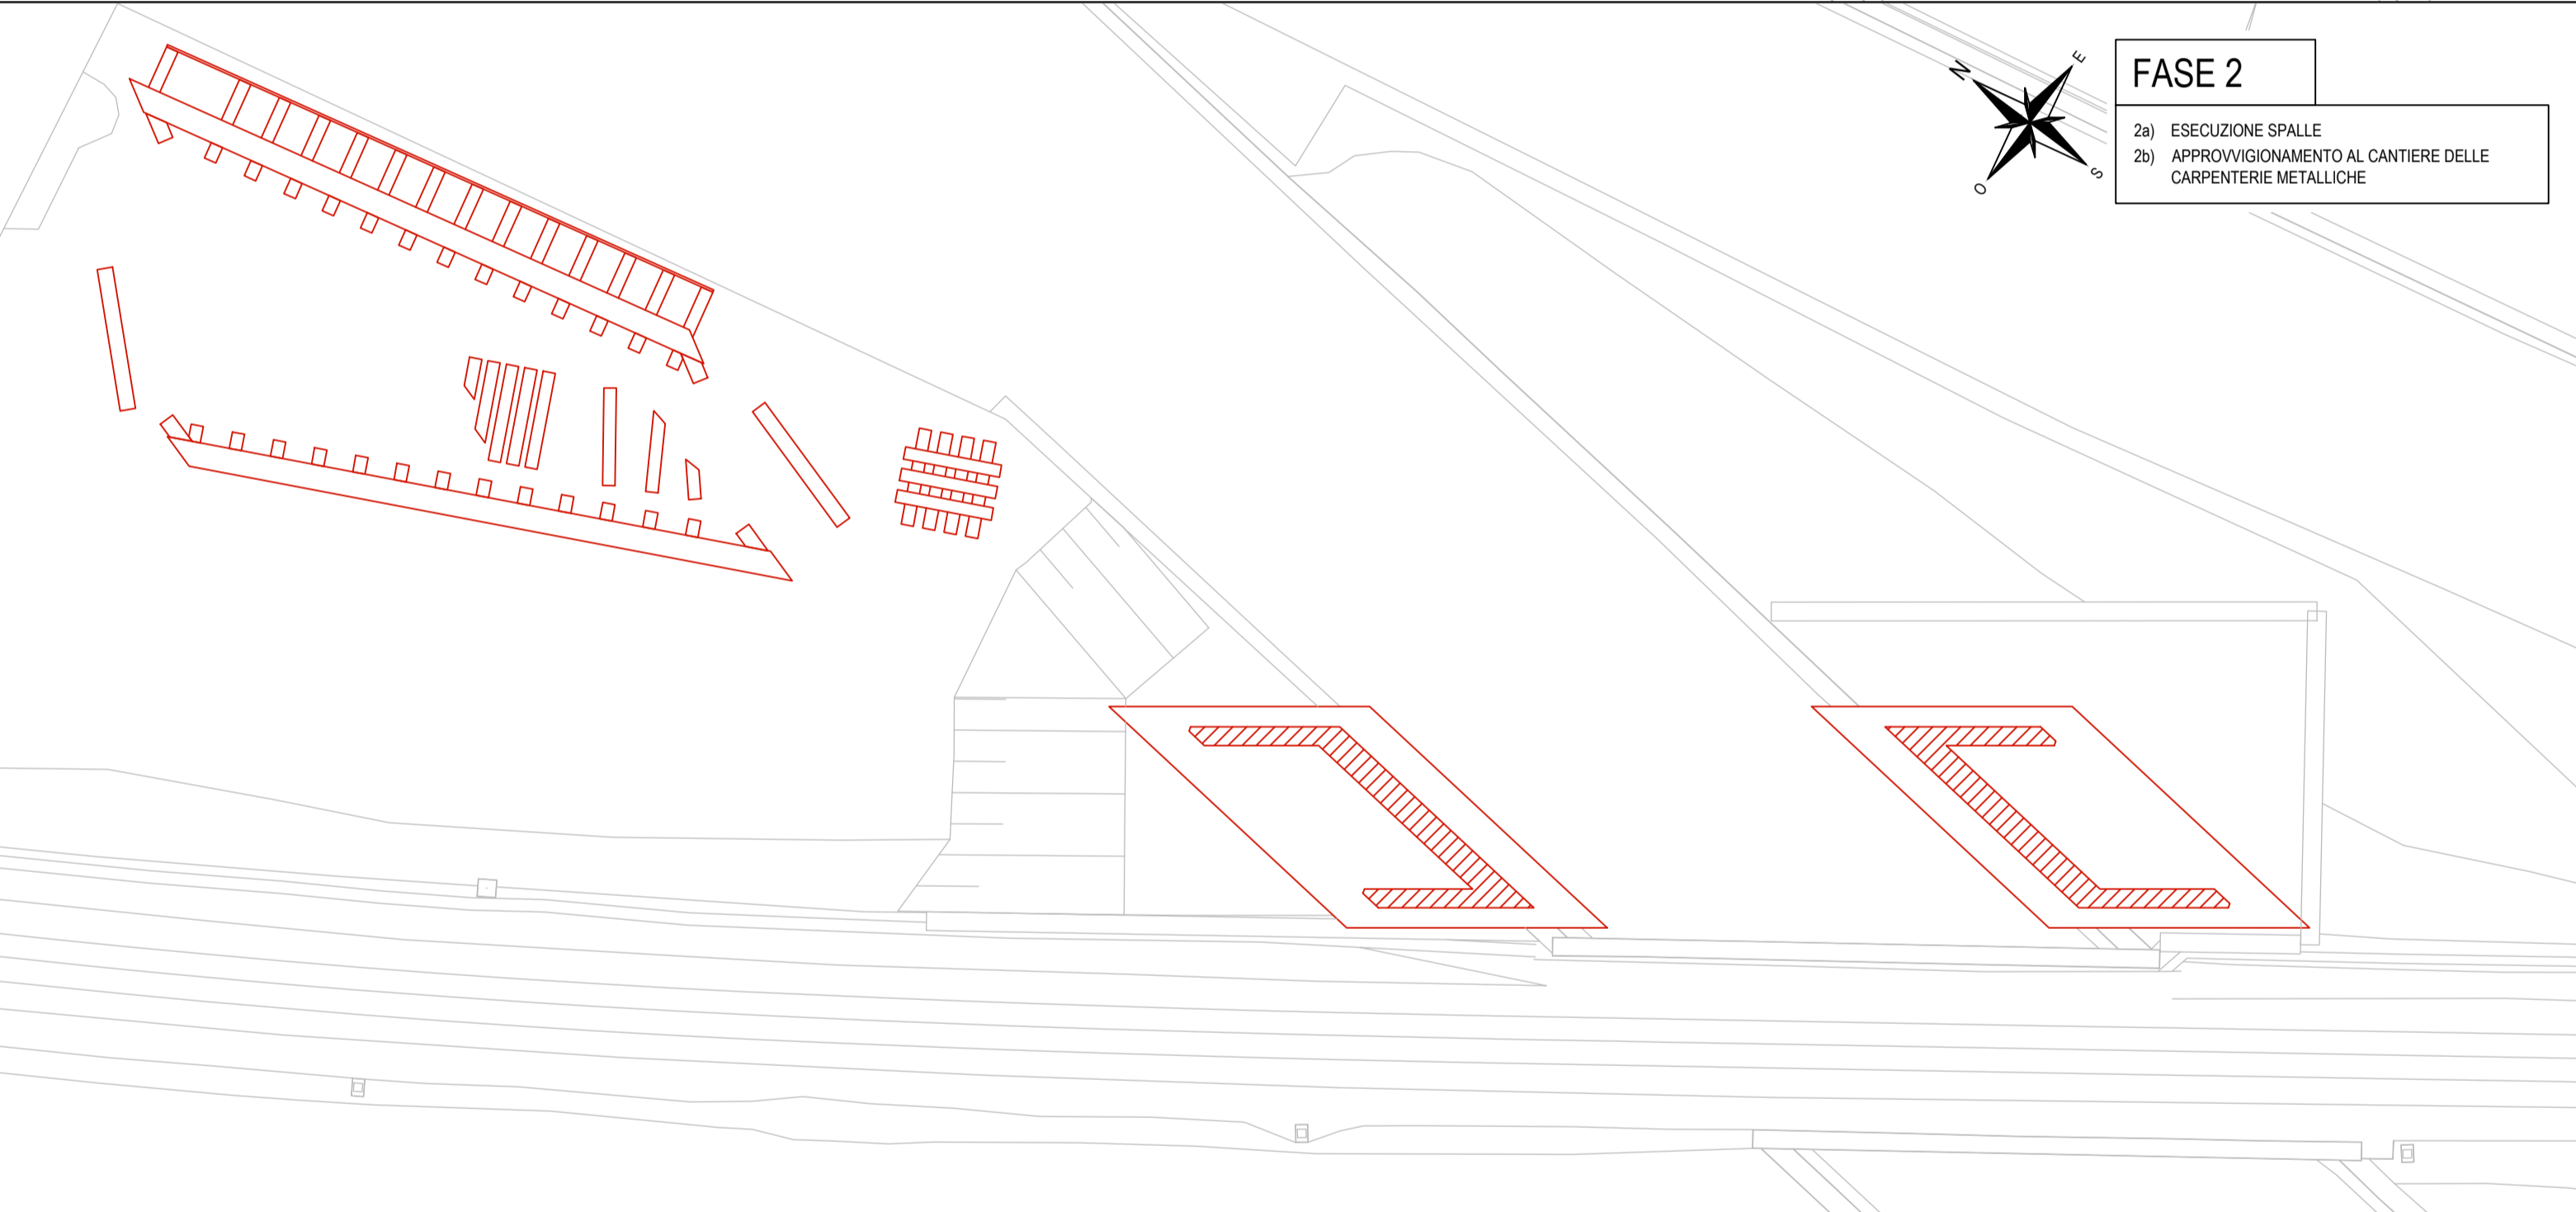 N
E
O
S
FASE 2
2a) ESECUZIONE SPALLE
2b) APPROVVIGIONAMENTO AL CANTIERE DELLE
CARPENTERIE METALLICHE